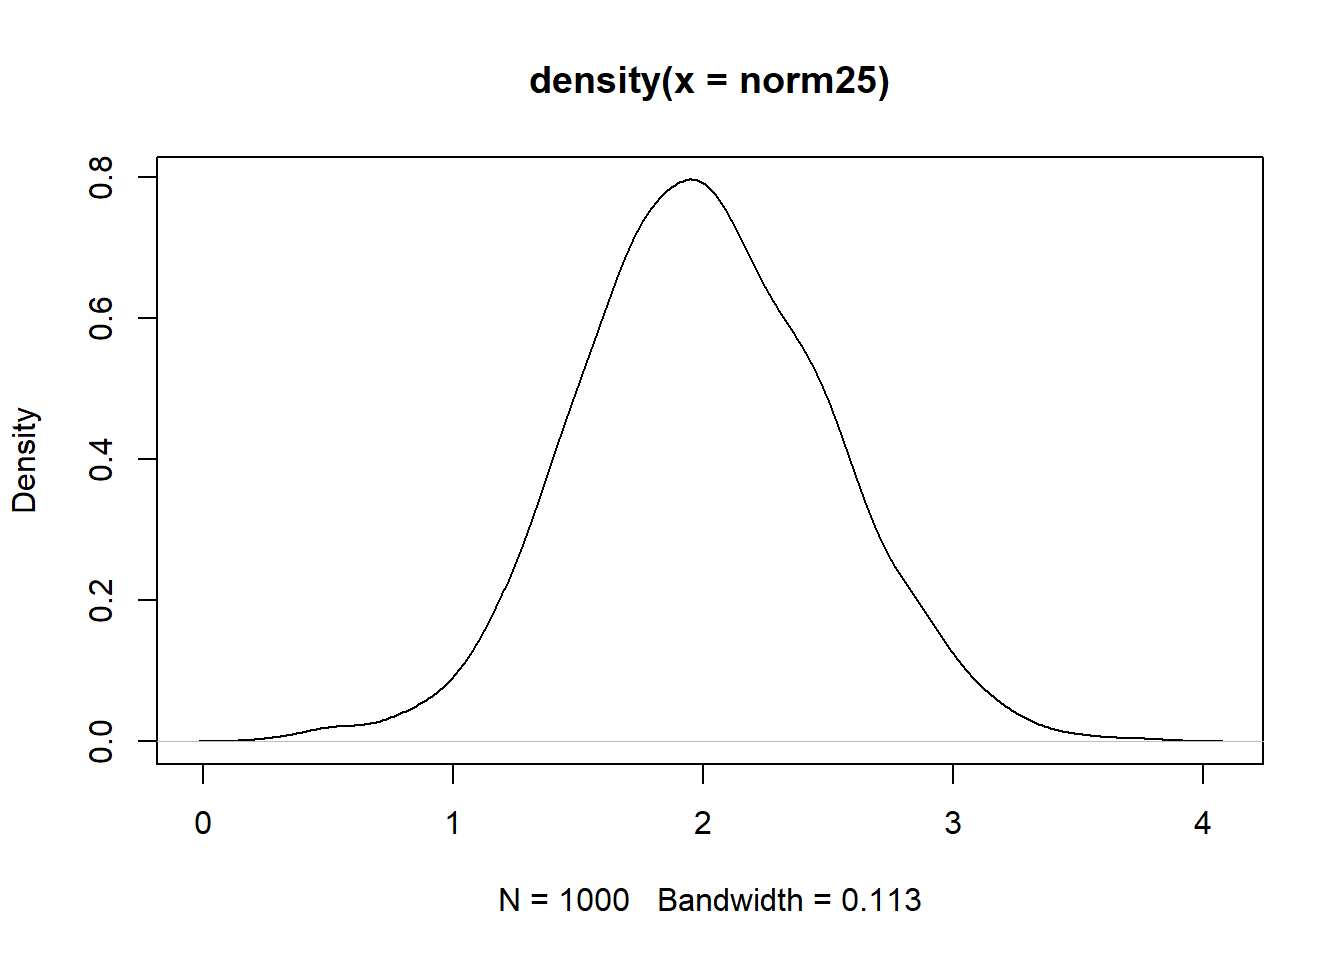 density(x = norm25)
Density
0.8
0.6
0.4
0.2
0.0
0 1 2 3 4
N = 1000 Bandwidth = 0.113